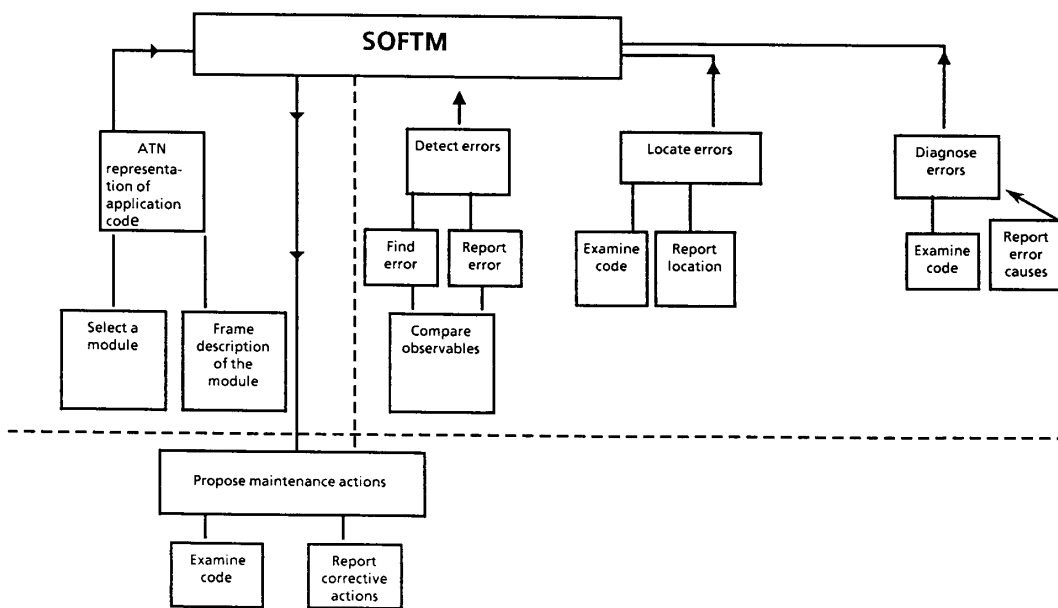 SOFTM
ATN
representa-
tion of
application
code
Select a
module
Frame
description
of the
module
Detect errors
Find
error
Report
error
Compare
observables
Locate errors
Examine
code
Report
location
Diagnose
errors
Examine
code
Report
error
causes
Propose maintenance actions
Examine
code
Report
corrective
actions